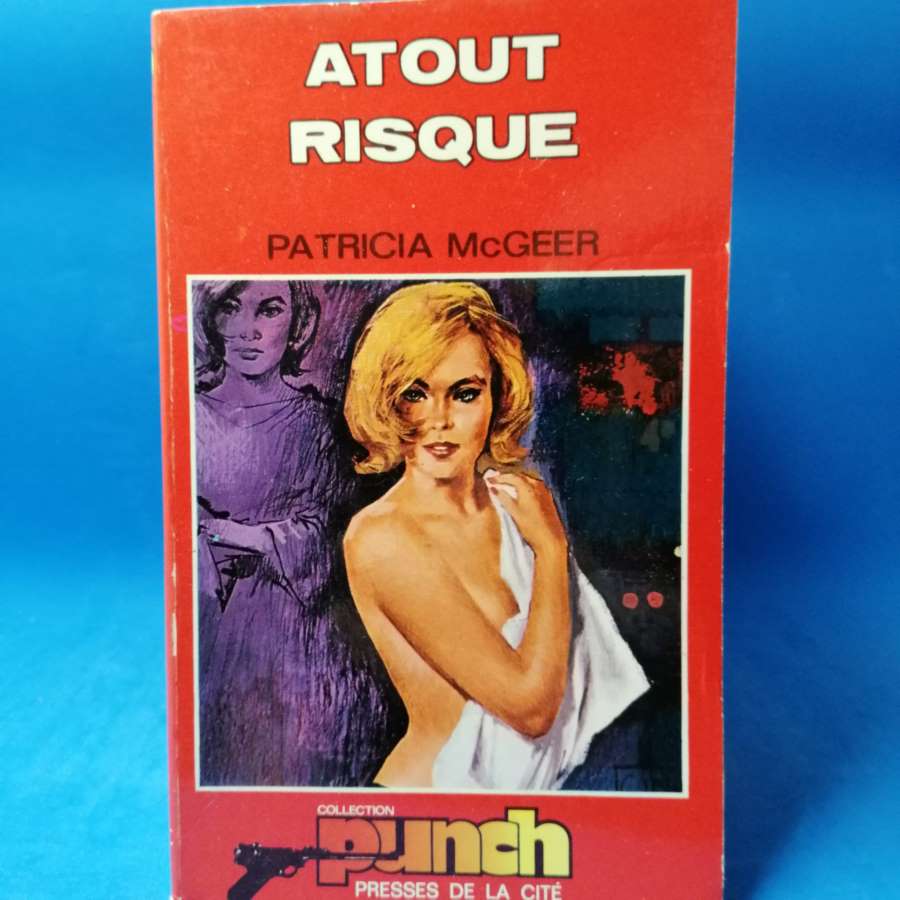 ATOUT
RISQUE
PATRICIA McGEER
COLLECTION
punch
PRESSES DE LA CITÉ